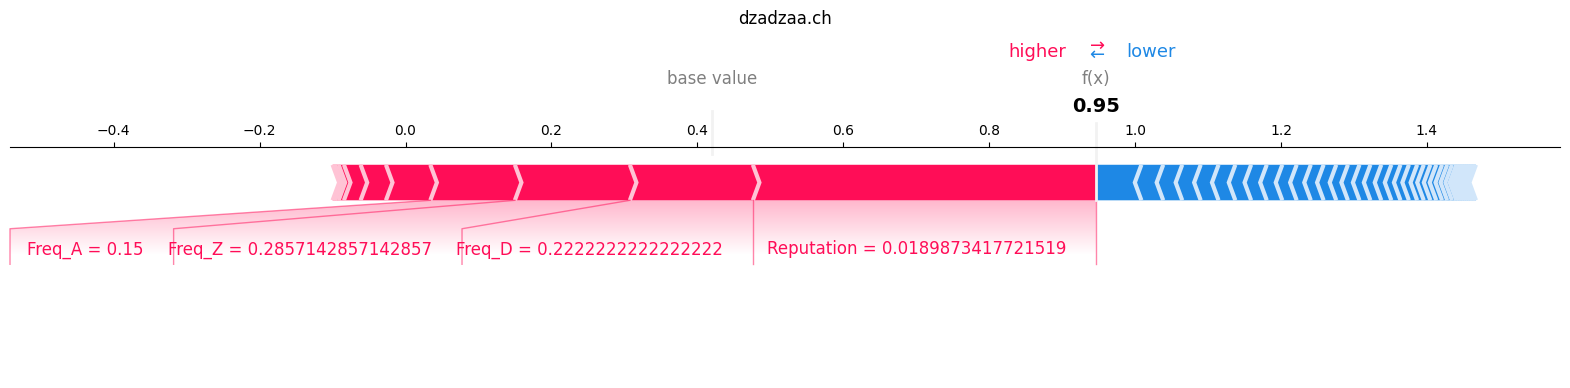 dzadzaa.ch
higher ⇄ lower
base value f(x)
0.95
−0.4 −0.2 0.0 0.2 0.4 0.6 0.8 1.0 1.2 1.4
Freq_A = 0.15 Freq_Z = 0.2857142857142857 Freq_D = 0.2222222222222222 Reputation = 0.0189873417721519